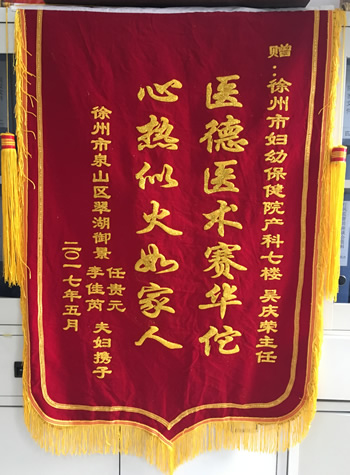 赠:徐州市妇幼保健院产科七楼 吴庆荣主任
医德医术赛华佗
心热似火如家人
徐州市泉山区翠湖御景 任贵元 李佳芮 夫妇携子
二〇一七年五月